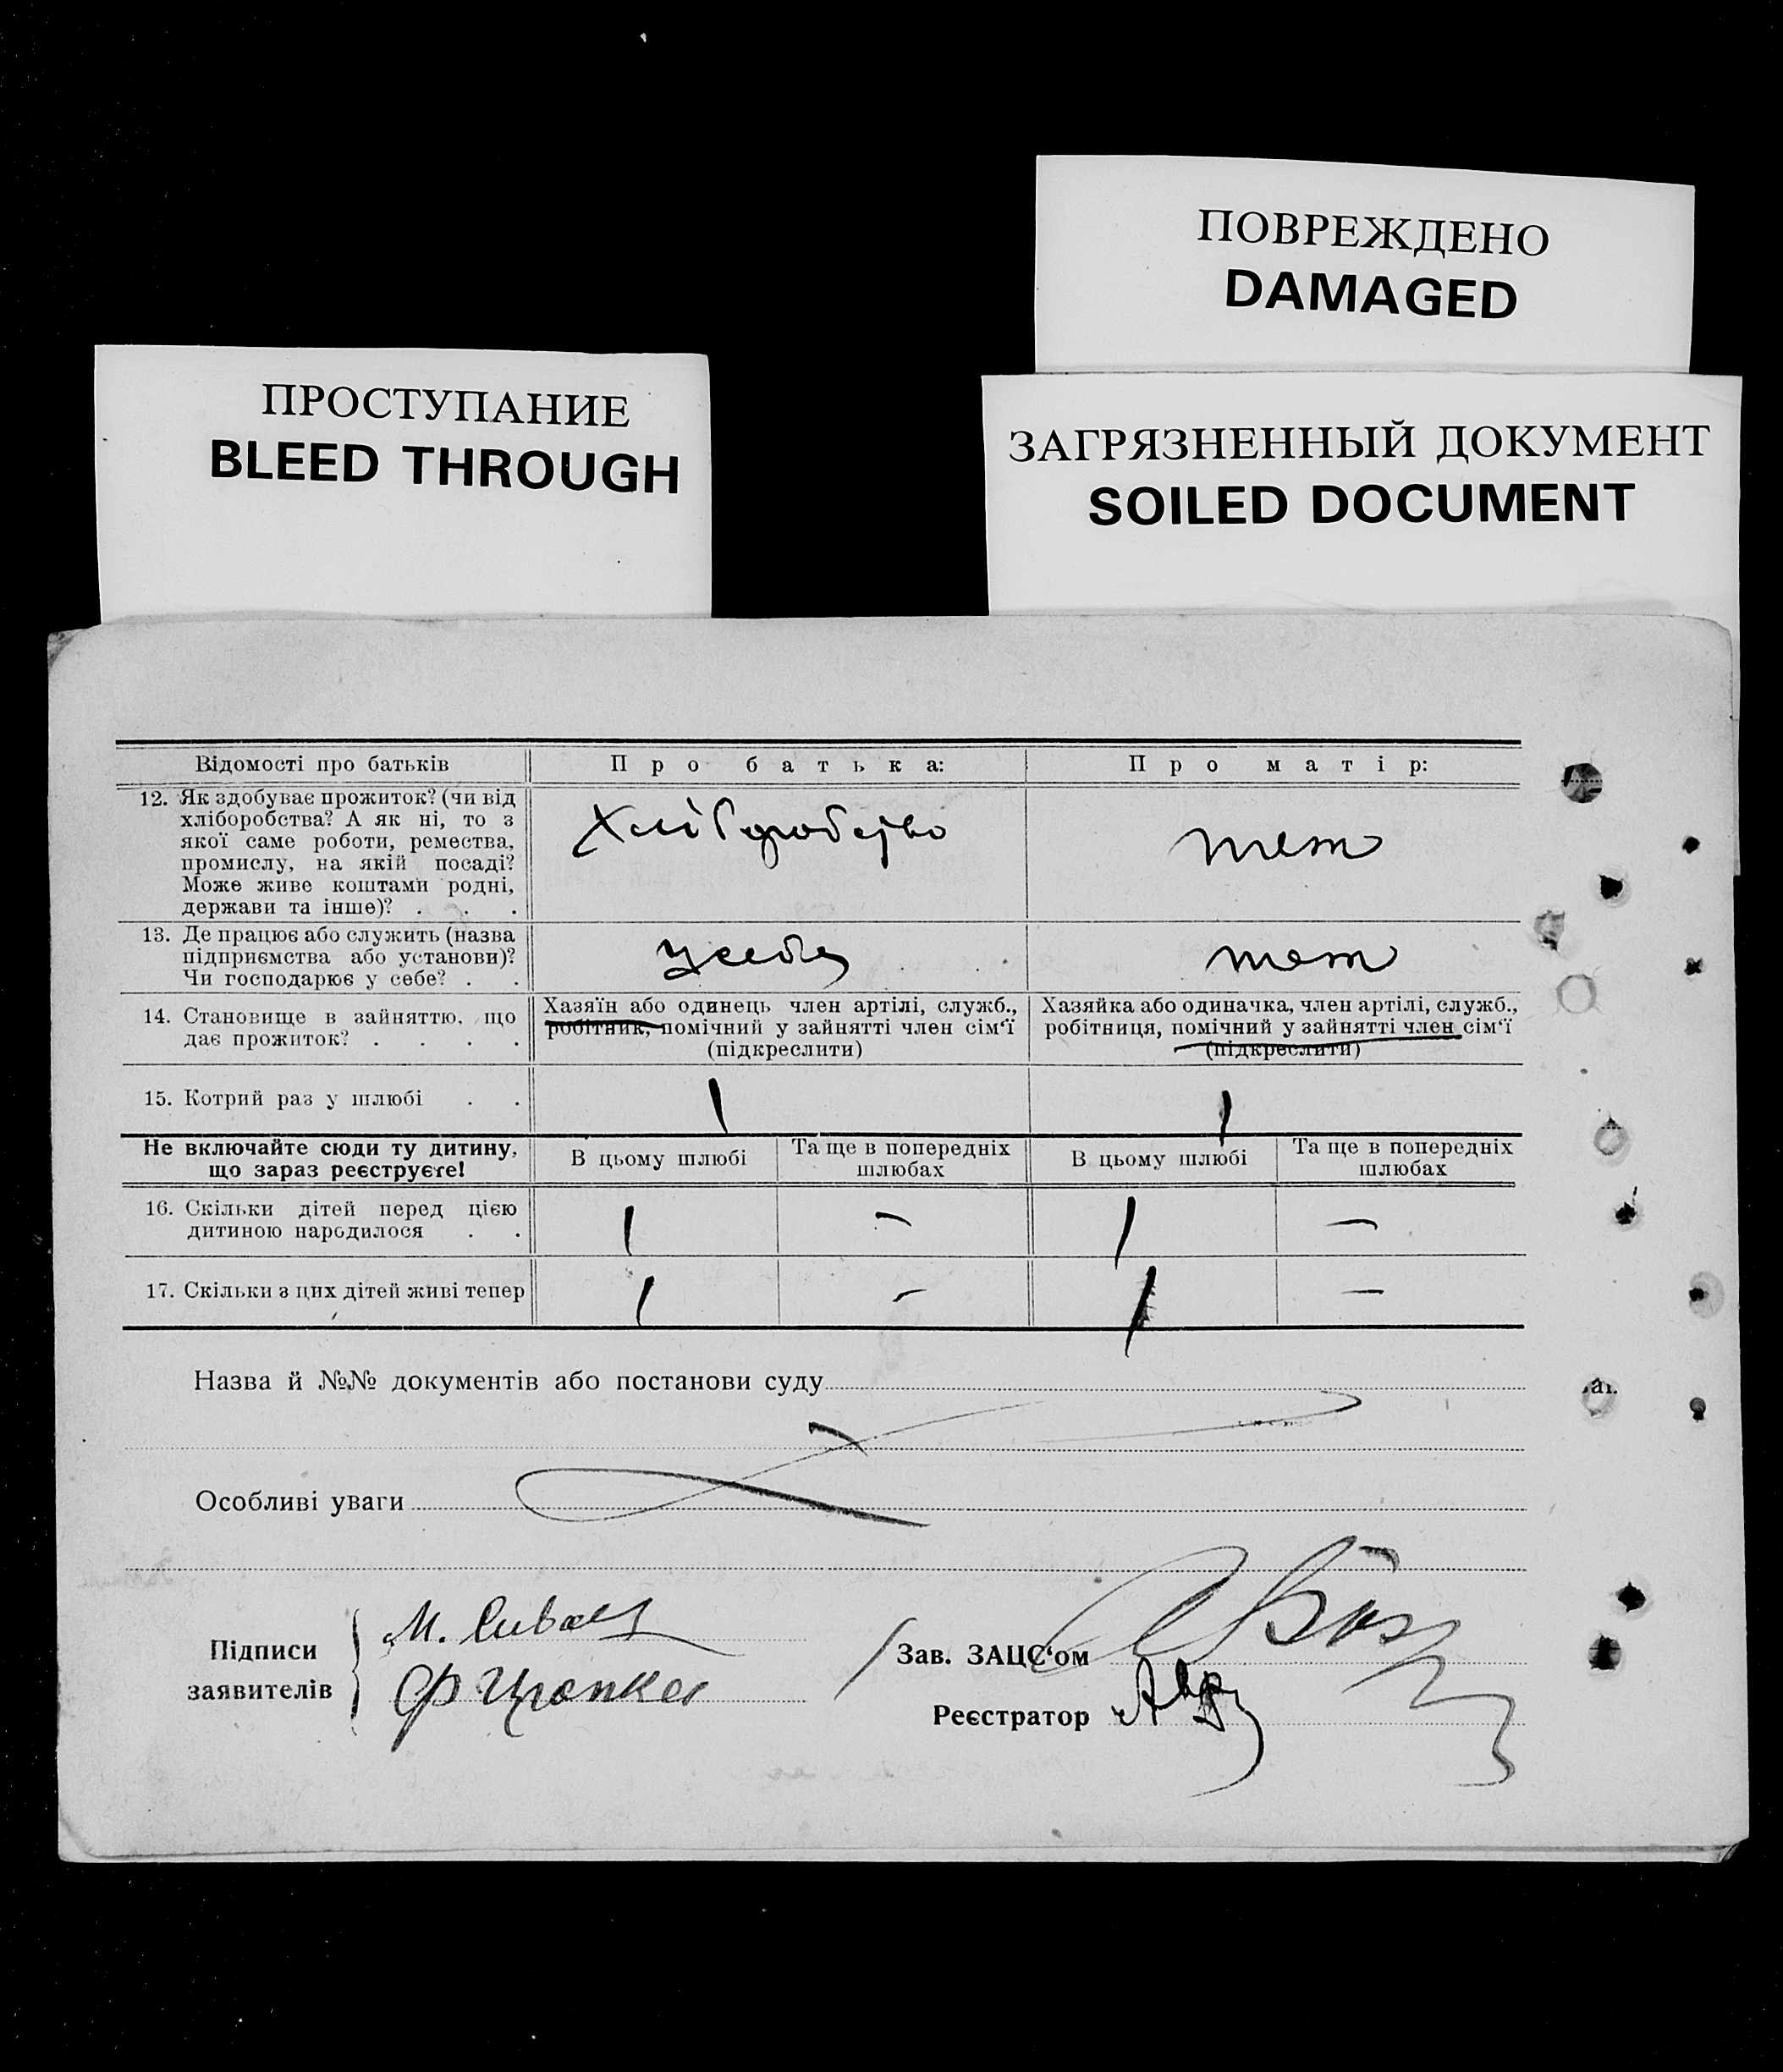 ПОВРЕЖДЕНО
DAMAGED
ПРОСТУПАНИЕ
BLEED THROUGH
ЗАГРЯЗНЕННЫЙ ДОКУМЕНТ
SOILED DOCUMENT
Відомості про батьків
Про батька:
Про матір:
12. Як здобуває прожиток? (чи від
хліборобства? А як ні, то з
якої саме роботи, ремества,
промислу, на якій посаді?
Може живе коштами родні,
держави та інше)? . . .
Хліборобство
тет
13. Де працює або служить (назва
підприємства або установи)?
Чи господарює у себе? . .
у себе
тет
14. Становище в зайняттю, що
дає прожиток? . . . .
Хазяїн або одинець член артілі, служб.,
робітник, помічний у зайнятті член сім'ї
(підкреслити)
Хазяйка або одиначка, член артілі, служб.,
робітниця, помічний у зайнятті член сім'ї
(підкреслити)
15. Котрий раз у шлюбі . .
1
1
Не включайте сюди ту дитину,
що зараз реєструєте!
В цьому шлюбі
Та ще в попередніх
шлюбах
В цьому шлюбі
Та ще в попередніх
шлюбах
16. Скільки дітей перед цією
дитиною народилося . .
1
–
1
–
17. Скільки з цих дітей живі тепер
1
–
1
–
Назва й №№ документів або постанови суду
Особливі уваги
Підписи
заявителів
М.
Ф
Зав. ЗАЦС'ом
Реєстратор